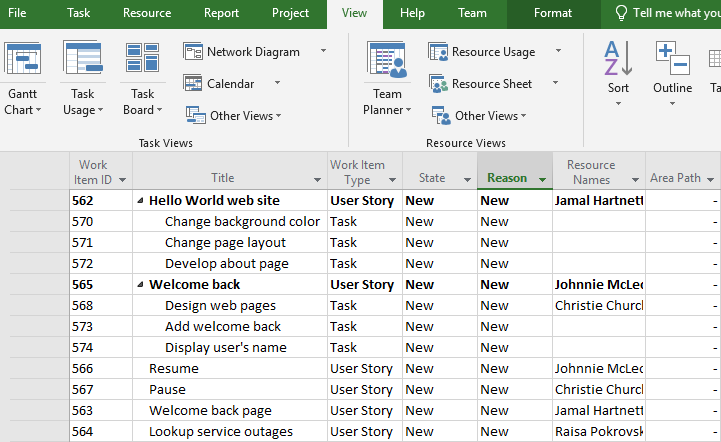 File Task Resource Report Project View Help Team Format Tell me what you
Network Diagram Resource Usage
Calendar Resource Sheet
Gantt Task Task Team Sort Outline Ta
Chart Usage Board Other Views Planner Other Views
Task Views Resource Views
Work Work Item Resource
Item ID Title Type State Reason Names Area Path
562 Hello World web site User Story New New Jamal Hartnett -
570 Change background color Task New New -
571 Change page layout Task New New -
572 Develop about page Task New New -
565 Welcome back User Story New New Johnnie McLeo -
568 Design web pages Task New New Christie Church -
573 Add welcome back Task New New -
574 Display user's name Task New New -
566 Resume User Story New New Johnnie McLeo -
567 Pause User Story New New Christie Church -
563 Welcome back page User Story New New Jamal Hartnett -
564 Lookup service outages User Story New New Raisa Pokrovsk -